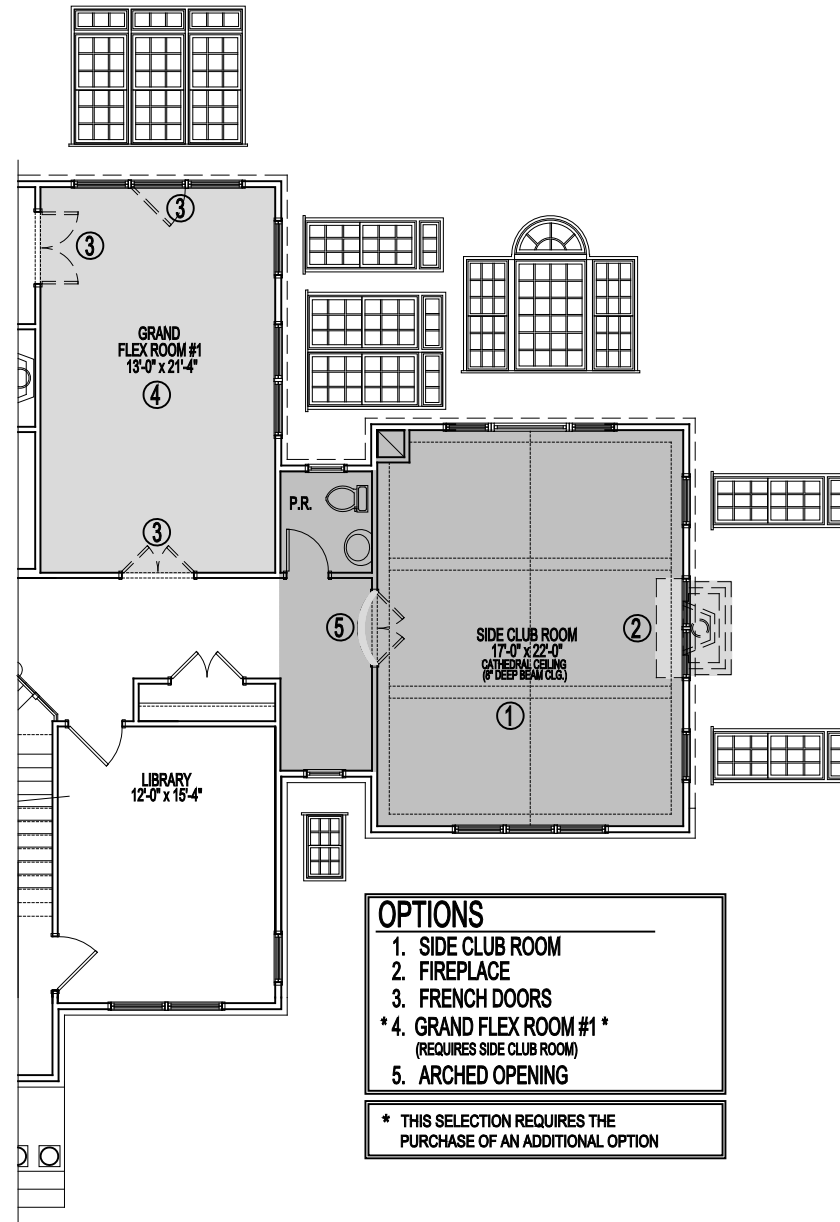 3
3
GRAND
FLEX ROOM #1
13'-0" x 21'-4"
4
P.R.
3
5
SIDE CLUB ROOM
17'-0" x 22'-0"
CATHEDRAL CEILING
(8" DEEP BEAM CLG.)
2
1
LIBRARY
12'-0" x 15'-4"
OPTIONS
1. SIDE CLUB ROOM
2. FIREPLACE
3. FRENCH DOORS
* 4. GRAND FLEX ROOM #1 *
(REQUIRES SIDE CLUB ROOM)
5. ARCHED OPENING
* THIS SELECTION REQUIRES THE
PURCHASE OF AN ADDITIONAL OPTION